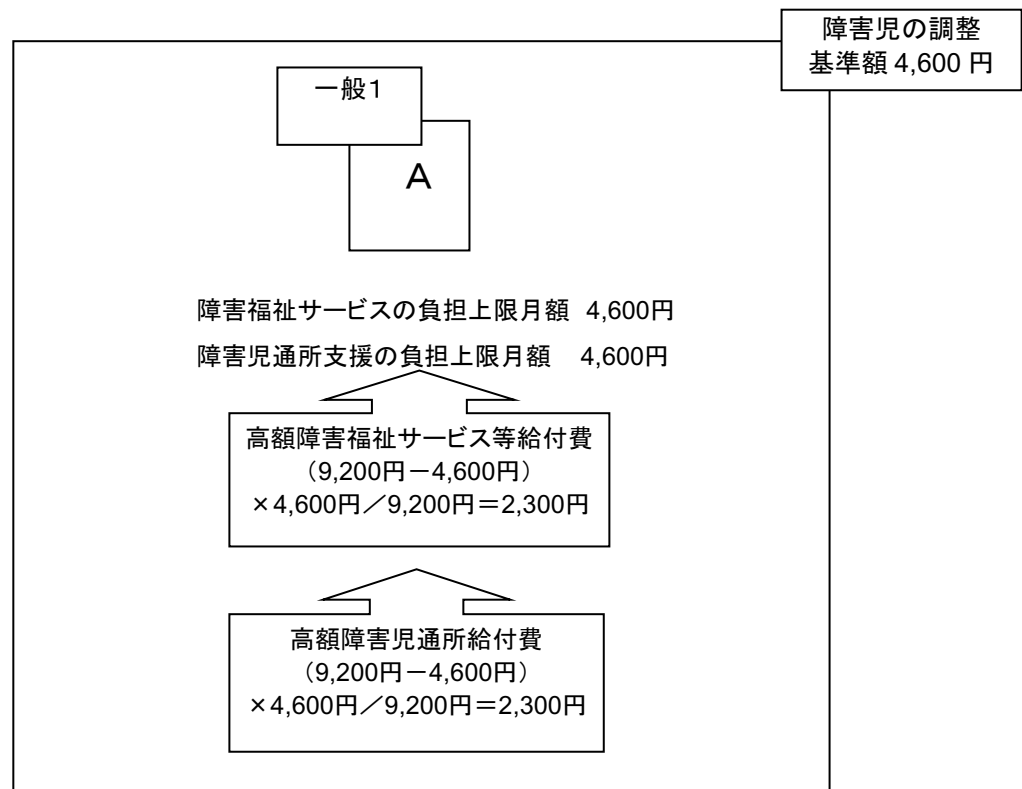 障害児の調整
基準額 4,600 円
一般1
A
障害福祉サービスの負担上限月額 4,600円
障害児通所支援の負担上限月額 4,600円
高額障害福祉サービス等給付費
（9,200円－4,600円）
×4,600円／9,200円＝2,300円
高額障害児通所給付費
（9,200円－4,600円）
×4,600円／9,200円＝2,300円